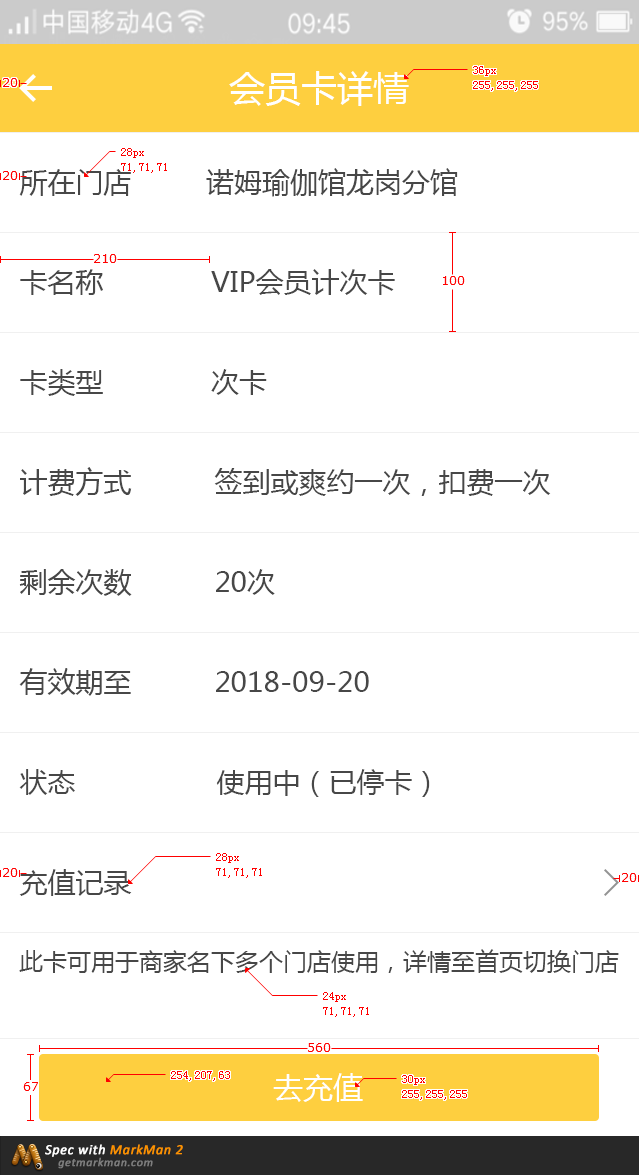 中国移动4G 09:45 95%
会员卡详情
36px
255,255,255
20
28px
71,71,71
20
所在门店 诺姆瑜伽馆龙岗分馆
210
100
卡名称 VIP会员计次卡
卡类型 次卡
计费方式 签到或爽约一次，扣费一次
剩余次数 20次
有效期至 2018-09-20
状态 使用中（已停卡）
28px
71,71,71
20
充值记录
20
此卡可用于商家名下多个门店使用，详情至首页切换门店
24px
71,71,71
560
67
254,207,63
去充值
30px
255,255,255
Spec with MarkMan 2
getmarkman.com